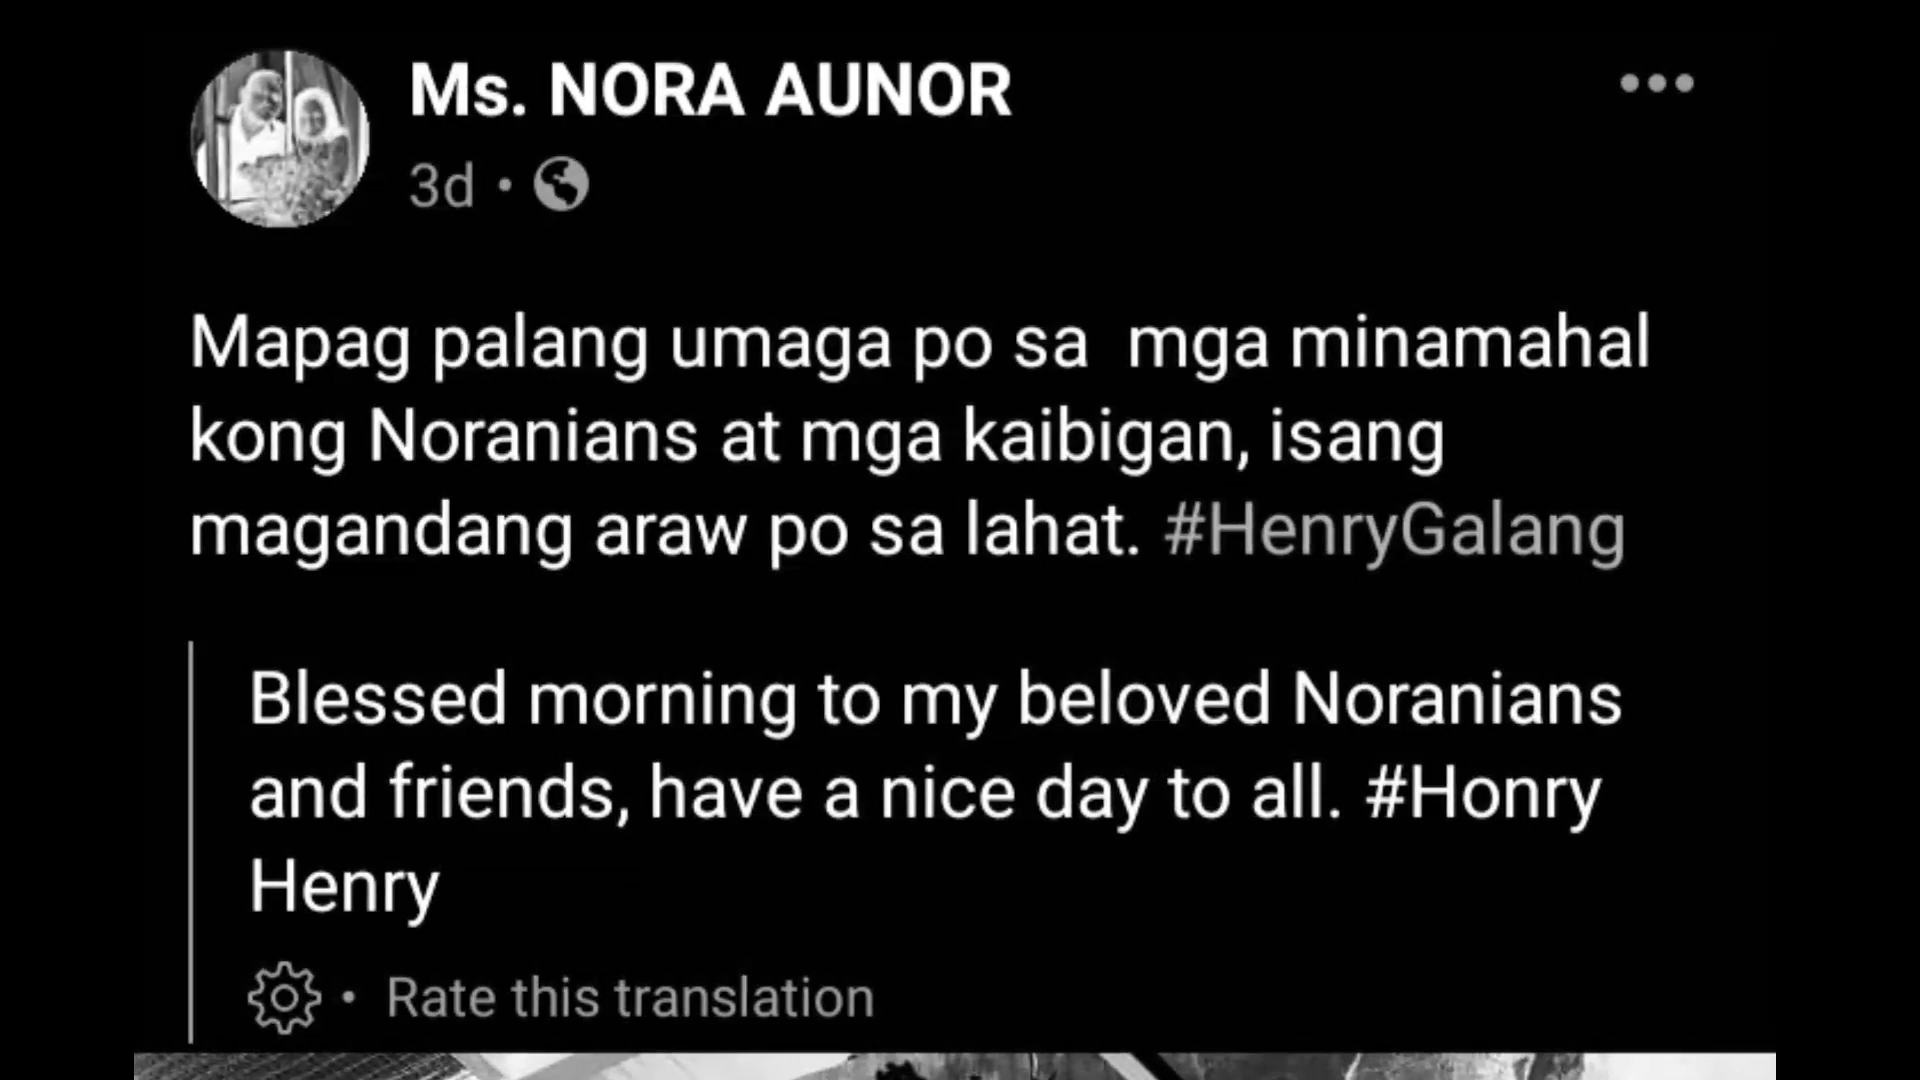 Ms. NORA AUNOR
3d •
Mapag palang umaga po sa mga minamahal
kong Noranians at mga kaibigan, isang
magandang araw po sa lahat. #HenryGalang
Blessed morning to my beloved Noranians
and friends, have a nice day to all. #Honry
Henry
• Rate this translation